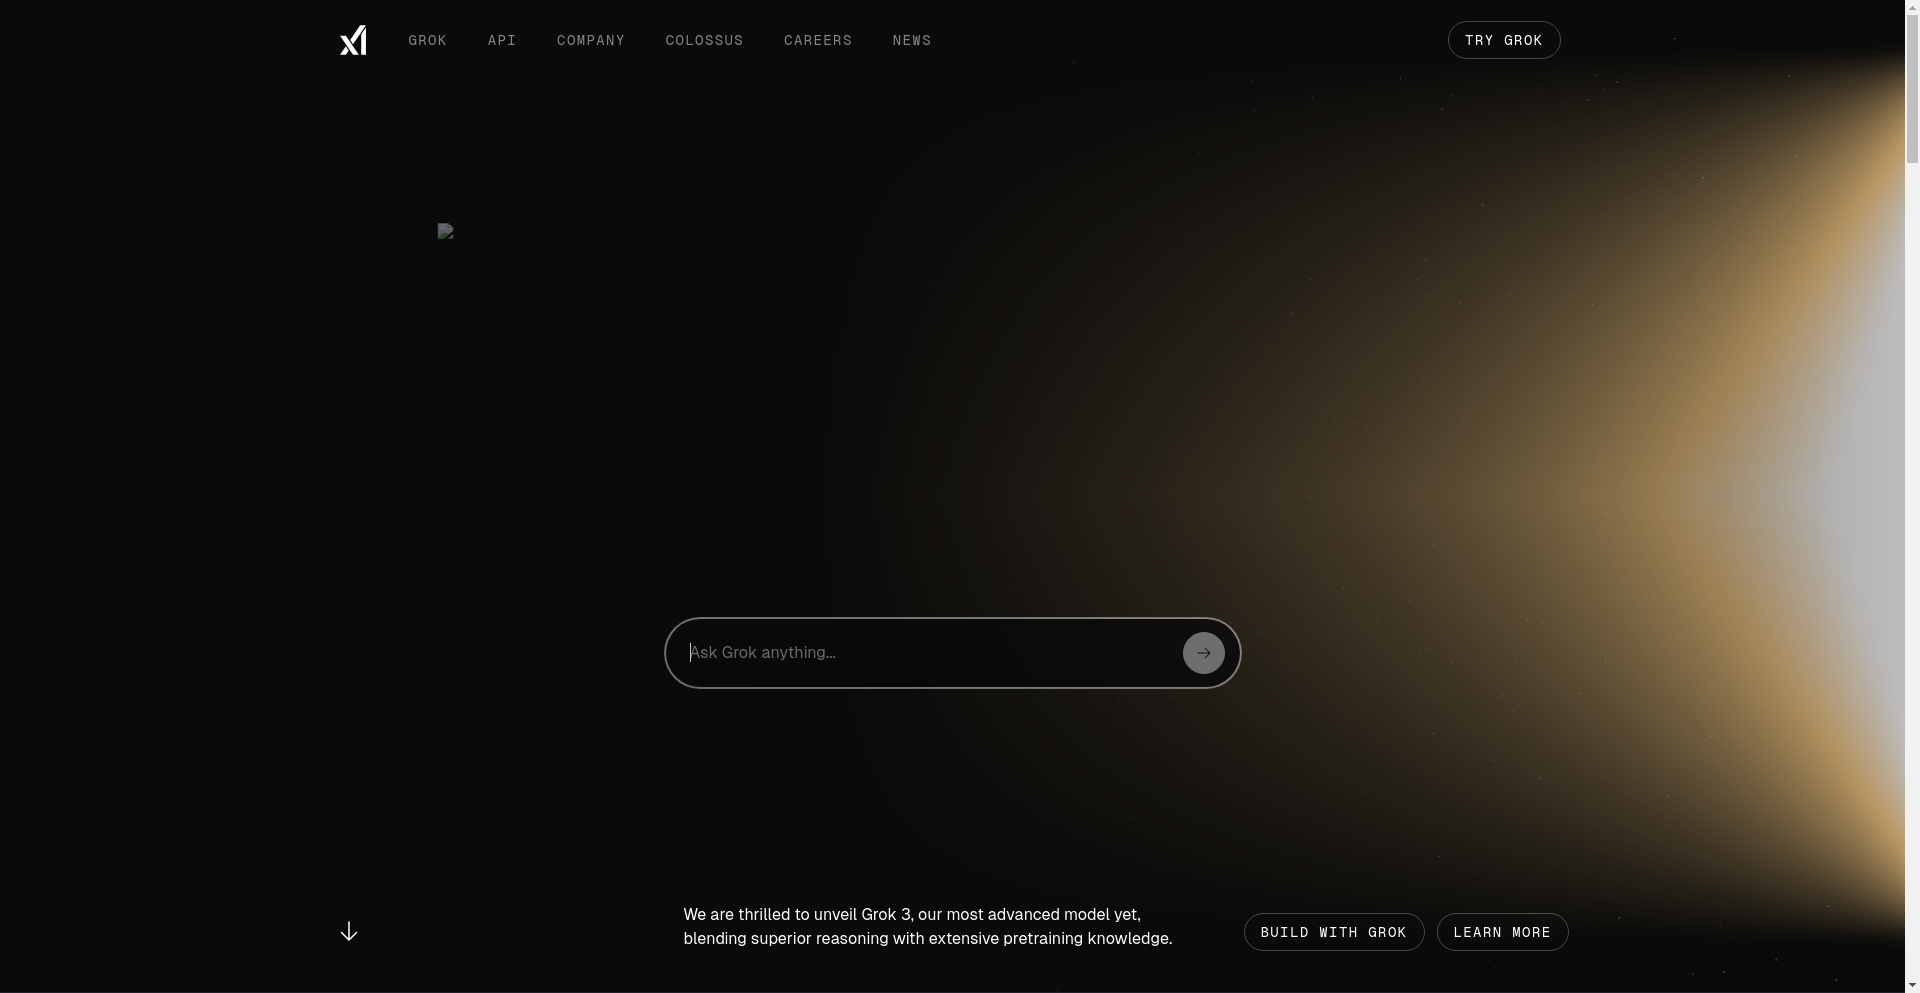 xI
GROK
API
COMPANY
COLOSSUS
CAREERS
NEWS
TRY GROK
Ask Grok anything...
We are thrilled to unveil Grok 3, our most advanced model yet,
blending superior reasoning with extensive pretraining knowledge.
BUILD WITH GROK
LEARN MORE